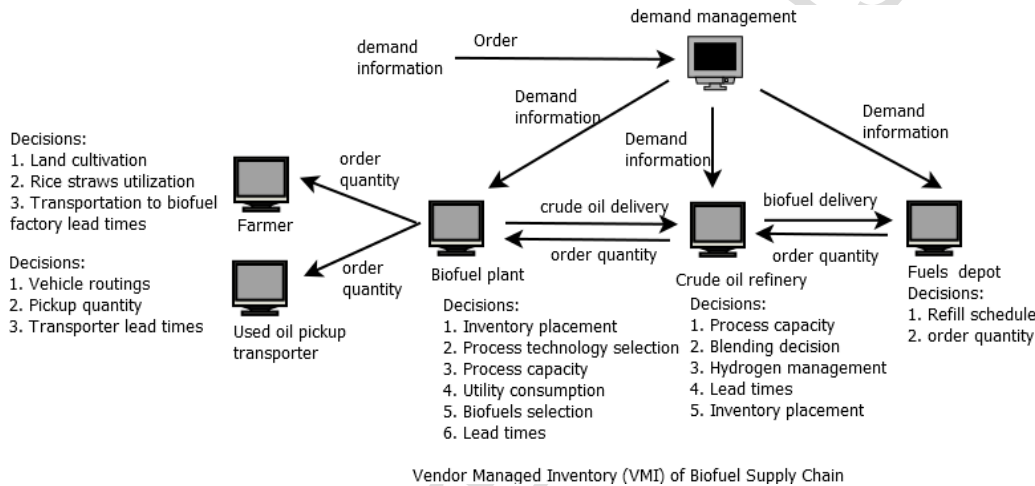 demand management
demand
information
Order
Demand
information
Demand
information
Demand
information
Decisions:
1. Land cultivation
2. Rice straws utilization
3. Transportation to biofuel
factory lead times
Farmer
order
quantity
Decisions:
1. Vehicle routings
2. Pickup quantity
3. Transporter lead times
Used oil pickup
transporter
order
quantity
Biofuel plant
crude oil delivery
order quantity
Crude oil refinery
biofuel delivery
order quantity
Fuels depot
Decisions:
1. Inventory placement
2. Process technology selection
3. Process capacity
4. Utility consumption
5. Biofuels selection
6. Lead times
Decisions:
1. Process capacity
2. Blending decision
3. Hydrogen management
4. Lead times
5. Inventory placement
Decisions:
1. Refill schedule
2. order quantity
Vendor Managed Inventory (VMI) of Biofuel Supply Chain